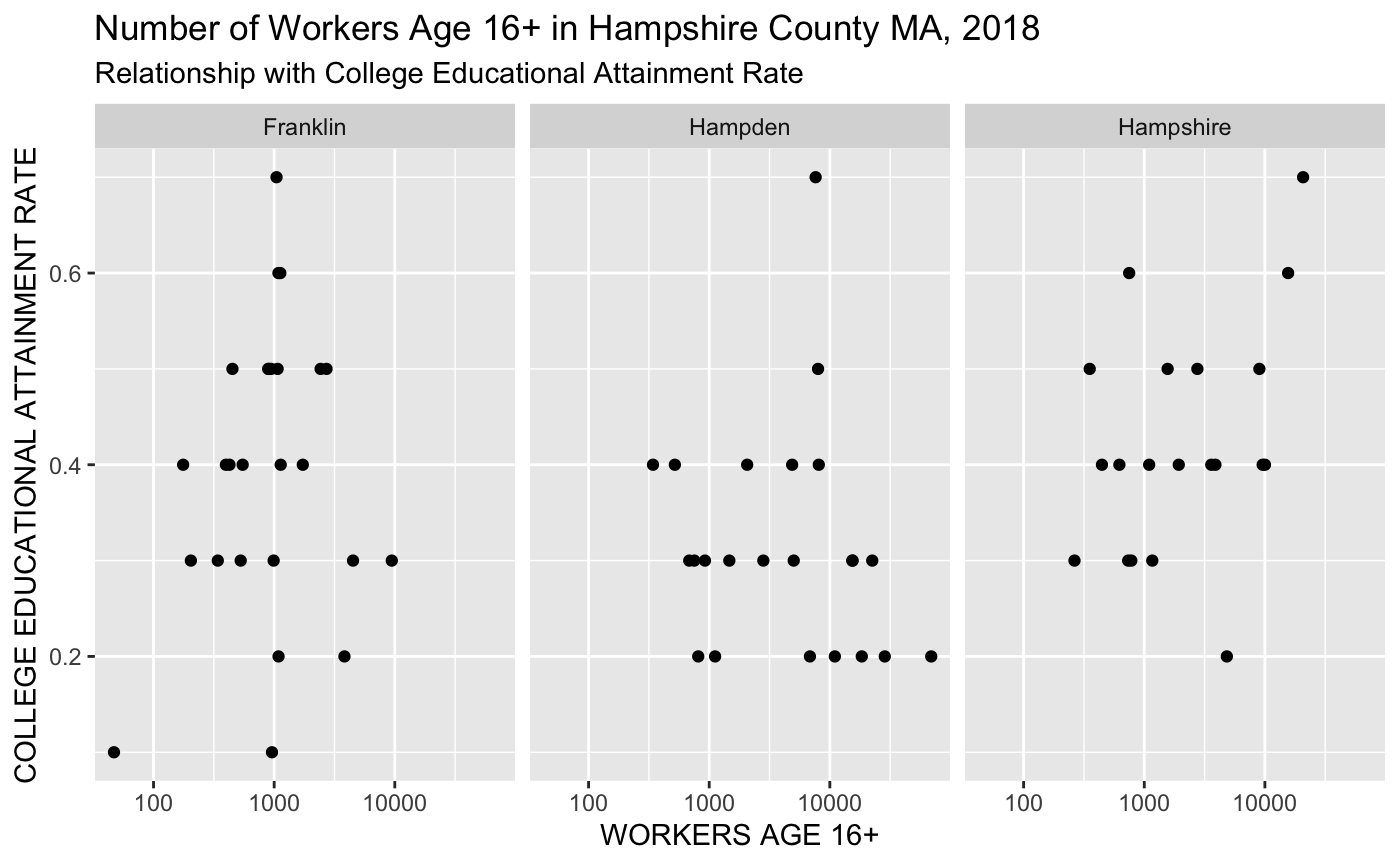 Number of Workers Age 16+ in Hampshire County MA, 2018
Relationship with College Educational Attainment Rate
Franklin
Hampden
Hampshire
COLLEGE EDUCATIONAL ATTAINMENT RATE
0.6
0.4
0.2
100
1000
10000
100
1000
10000
100
1000
10000
WORKERS AGE 16+